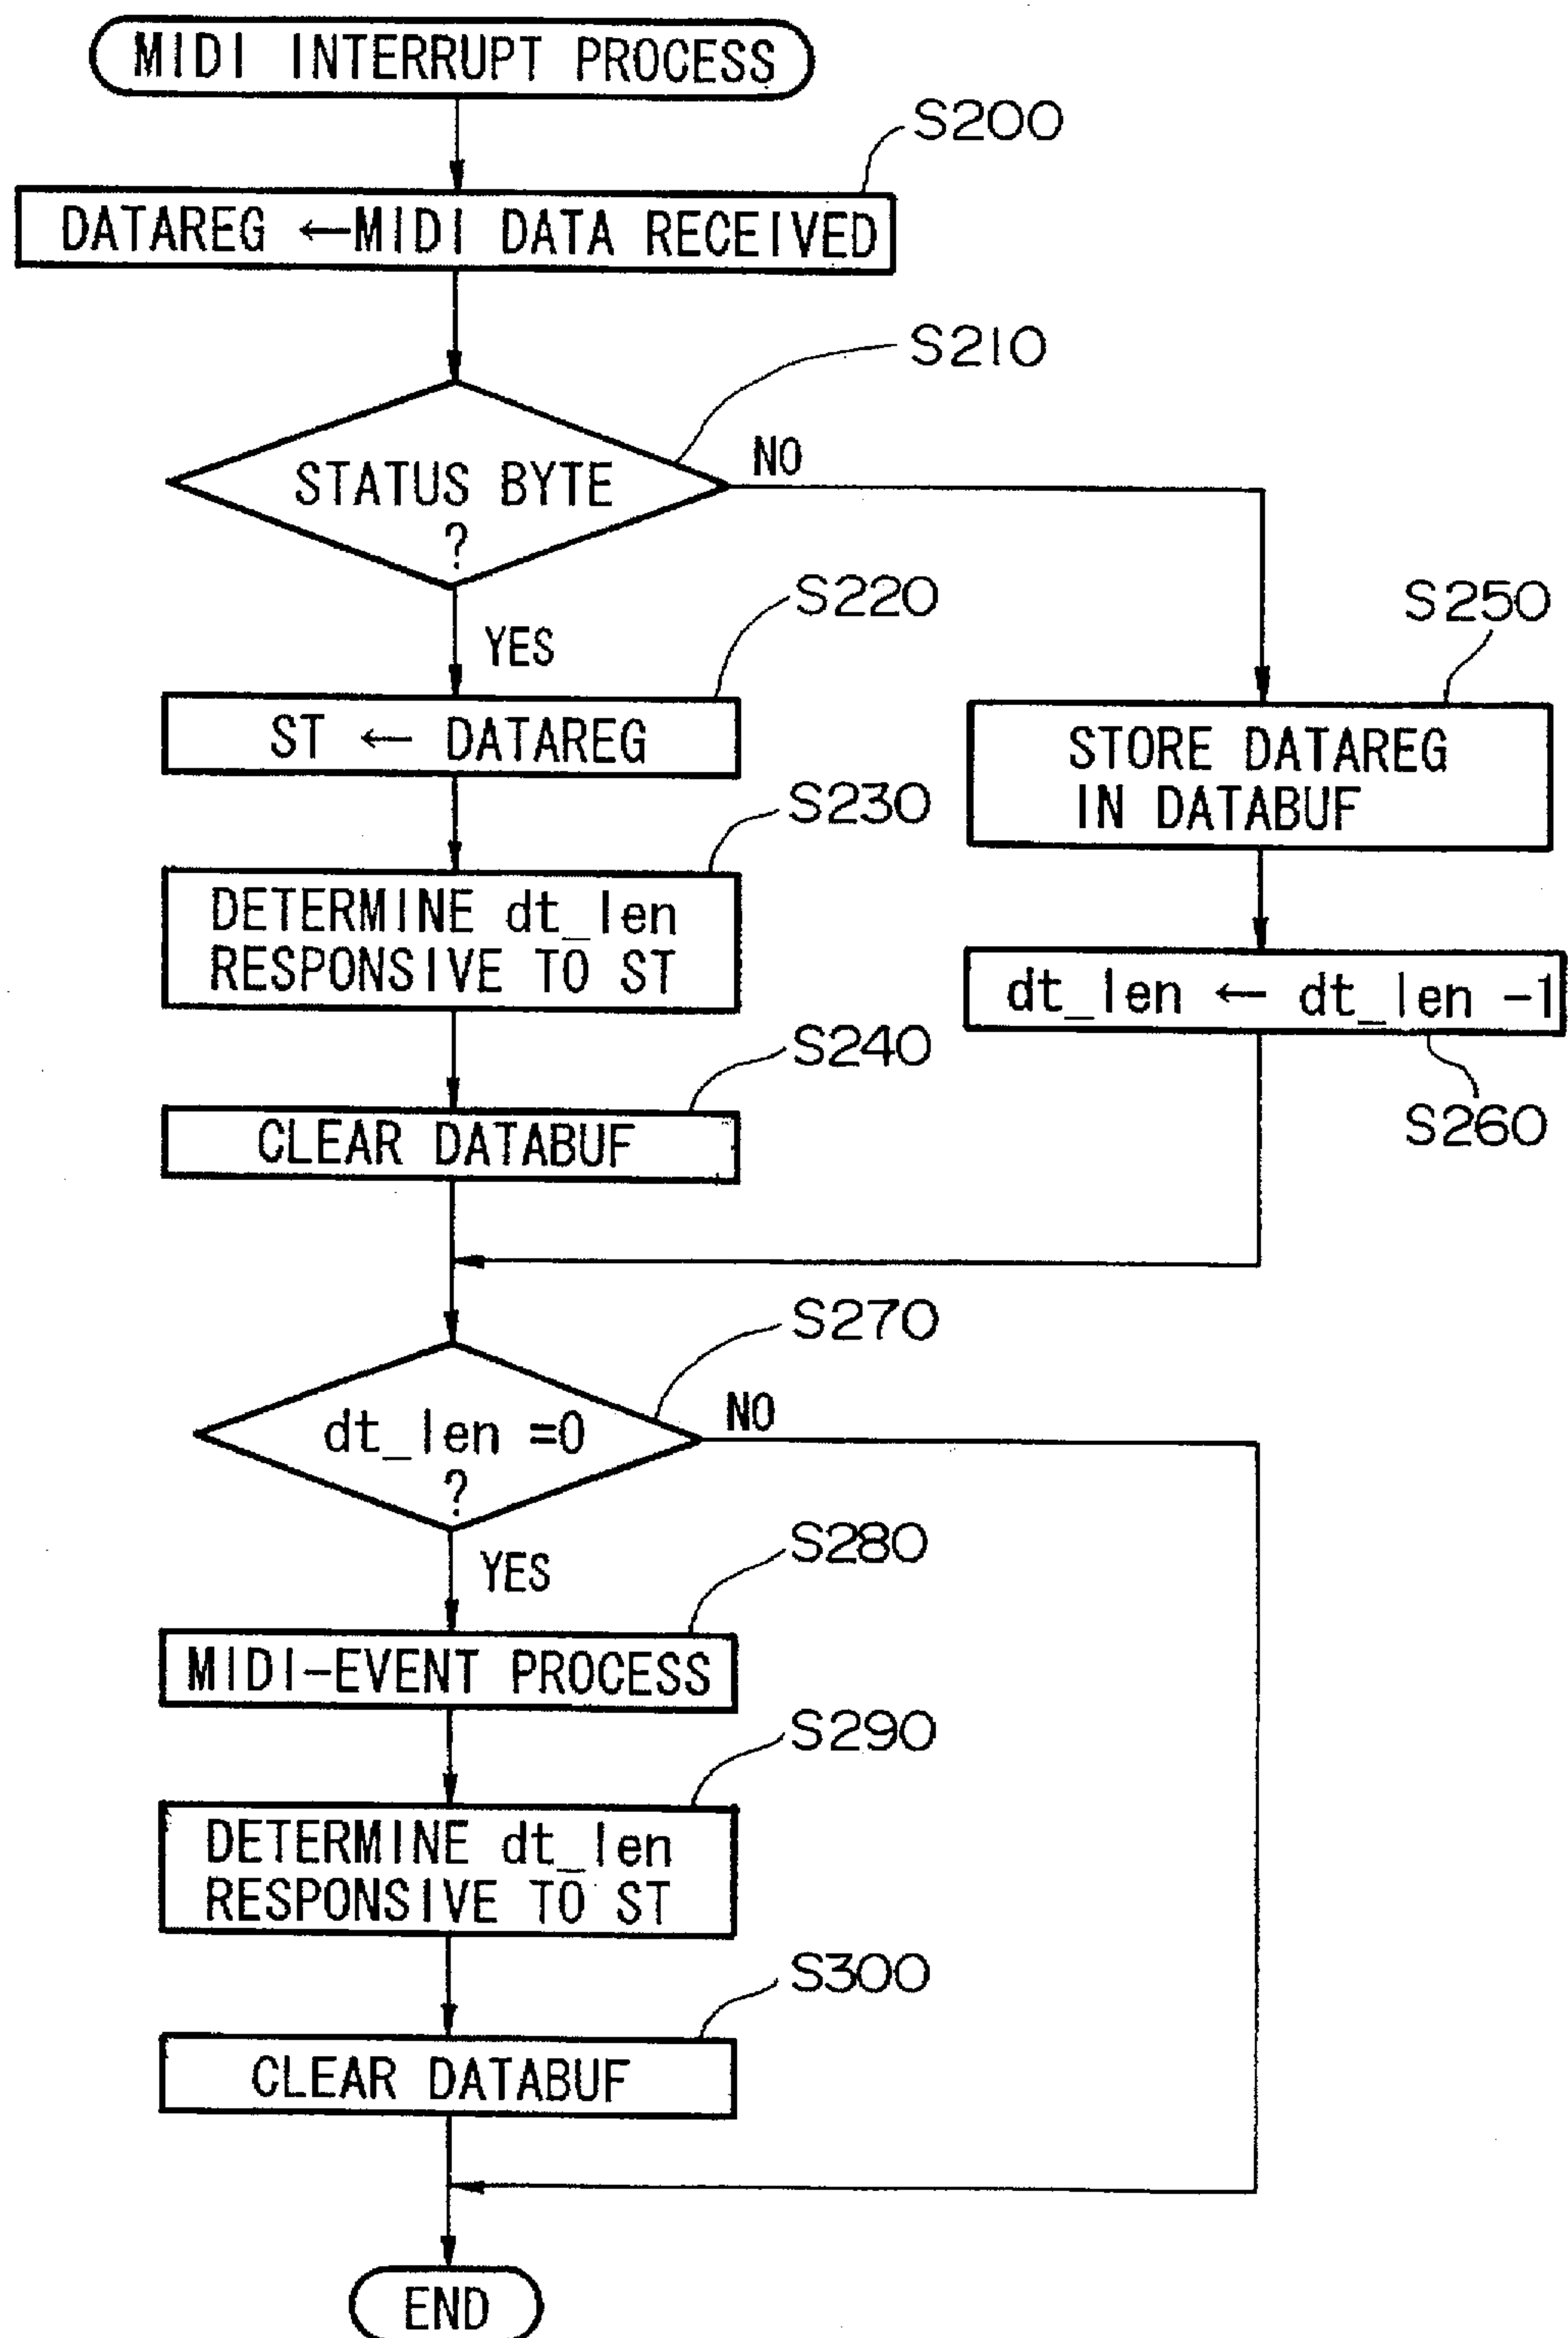 MIDI INTERRUPT PROCESS
S200
DATAREG ←MIDI DATA RECEIVED
S210
STATUS BYTE
?
NO
YES
S220
ST ← DATAREG
S250
STORE DATAREG
IN DATABUF
S230
DETERMINE dt_len
RESPONSIVE TO ST
dt_len ← dt_len -1
S260
S240
CLEAR DATABUF
S270
dt_len =0
?
NO
YES
S280
MIDI-EVENT PROCESS
S290
DETERMINE dt_len
RESPONSIVE TO ST
S300
CLEAR DATABUF
END